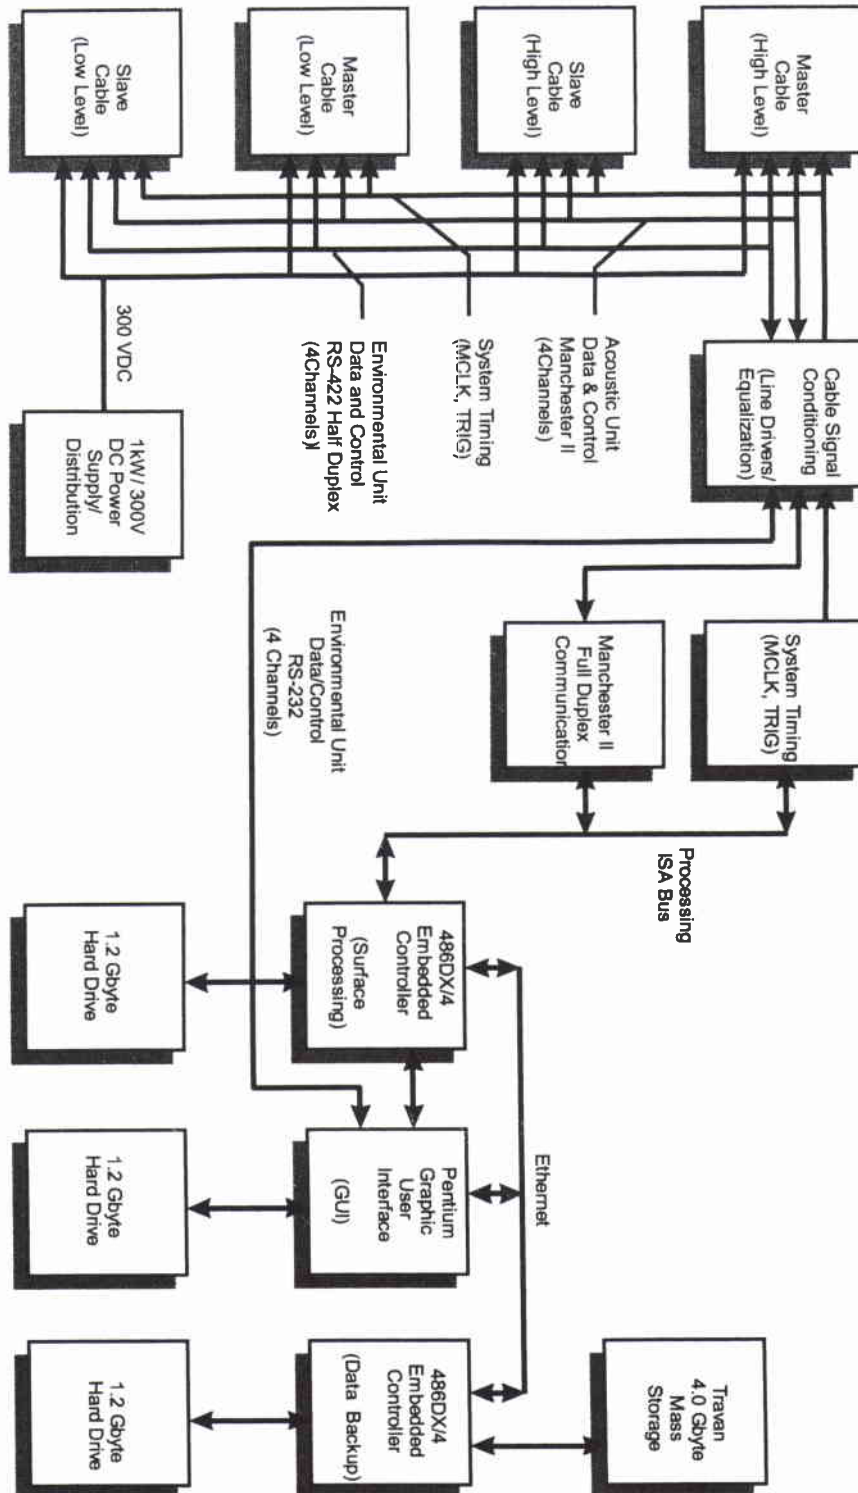 Master
Cable
(High Level)
Slave
Cable
(High Level)
Master
Cable
(Low Level)
Slave
Cable
(Low Level)
Cable Signal
Conditioning
(Line Drivers/
Equalization)
Acoustic Unit
Data & Control
Manchester II
(4Channels)
System Timing
(MCLK, TRIG)
Environmental Unit
Data and Control
RS-422 Half Duplex
(4Channels)l
300 VDC
1kW/ 300V
DC Power
Supply/
Distribution
System Timing
(MCLK, TRIG)
Manchester II
Full Duplex
Communication
Environmental Unit
Data/Control
RS-232
(4 Channels)
Processing
ISA Bus
486DX/4
Embedded
Controller
(Surface
Processing)
1.2 Gbyte
Hard Drive
Ethernet
Pentium
Graphic
User
Interface
(GUI)
1.2 Gbyte
Hard Drive
Travan
4.0 Gbyte
Mass
Storage
486DX/4
Embedded
Controller
(Data Backup)
1.2 Gbyte
Hard Drive